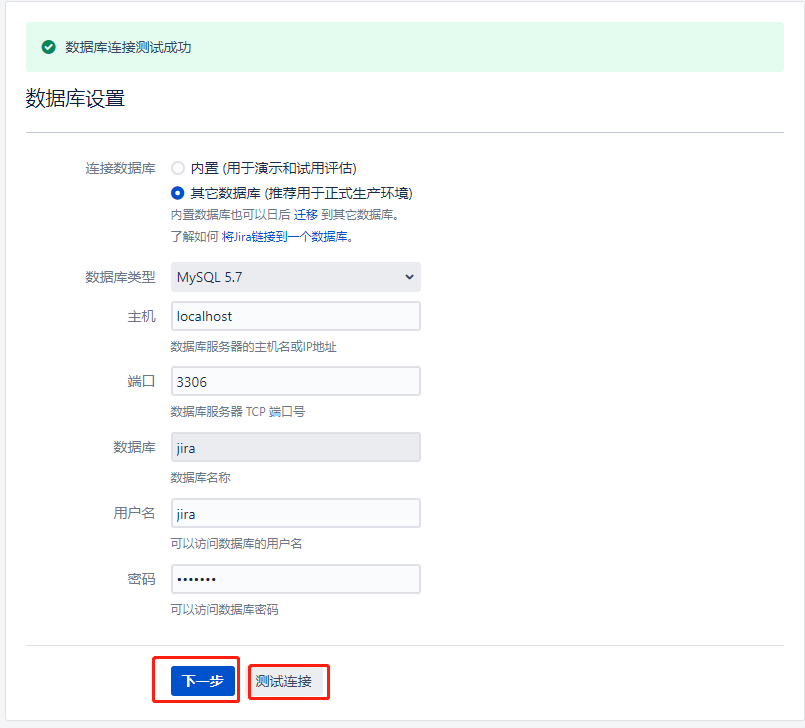 数据库连接测试成功
数据库设置
连接数据库
内置 (用于演示和试用评估)
其它数据库 (推荐用于正式生产环境)
内置数据库也可以日后 迁移 到其它数据库。
了解如何 将Jira链接到一个数据库。
数据库类型 MySQL 5.7
主机 localhost
数据库服务器的主机名或IP地址
端口 3306
数据库服务器 TCP 端口号
数据库 jira
数据库名称
用户名 jira
可以访问数据库的用户名
密码 •••••••
可以访问数据库密码
下一步 测试连接